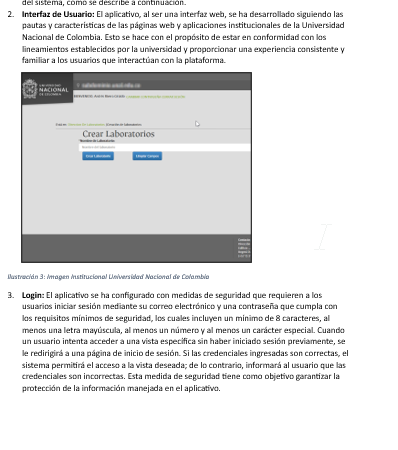 del sistema, como se describe a continuación.
2. Interfaz de Usuario: El aplicativo, al ser una interfaz web, se ha desarrollado siguiendo las
pautas y características de las páginas web y aplicaciones institucionales de la Universidad
Nacional de Colombia. Esto se hace con el propósito de estar en conformidad con los
lineamientos establecidos por la universidad y proporcionar una experiencia consistente y
familiar a los usuarios que interactúan con la plataforma.
UNIVERSIDAD
NACIONAL
DE COLOMBIA
Crear Laboratorios
Nombre de Laboratorio:
Nombre de Laboratorio
Crear Laboratorio Limpiar Campos
Ilustración 3: Imagen Institucional Universidad Nacional de Colombia
3. Login: El aplicativo se ha configurado con medidas de seguridad que requieren a los
usuarios iniciar sesión mediante su correo electrónico y una contraseña que cumpla con
los requisitos mínimos de seguridad, los cuales incluyen un mínimo de 8 caracteres, al
menos una letra mayúscula, al menos un número y al menos un carácter especial. Cuando
un usuario intenta acceder a una vista específica sin haber iniciado sesión previamente, se
le redirigirá a una página de inicio de sesión. Si las credenciales ingresadas son correctas, el
sistema permitirá el acceso a la vista deseada; de lo contrario, informará al usuario que las
credenciales son incorrectas. Esta medida de seguridad tiene como objetivo garantizar la
protección de la información manejada en el aplicativo.